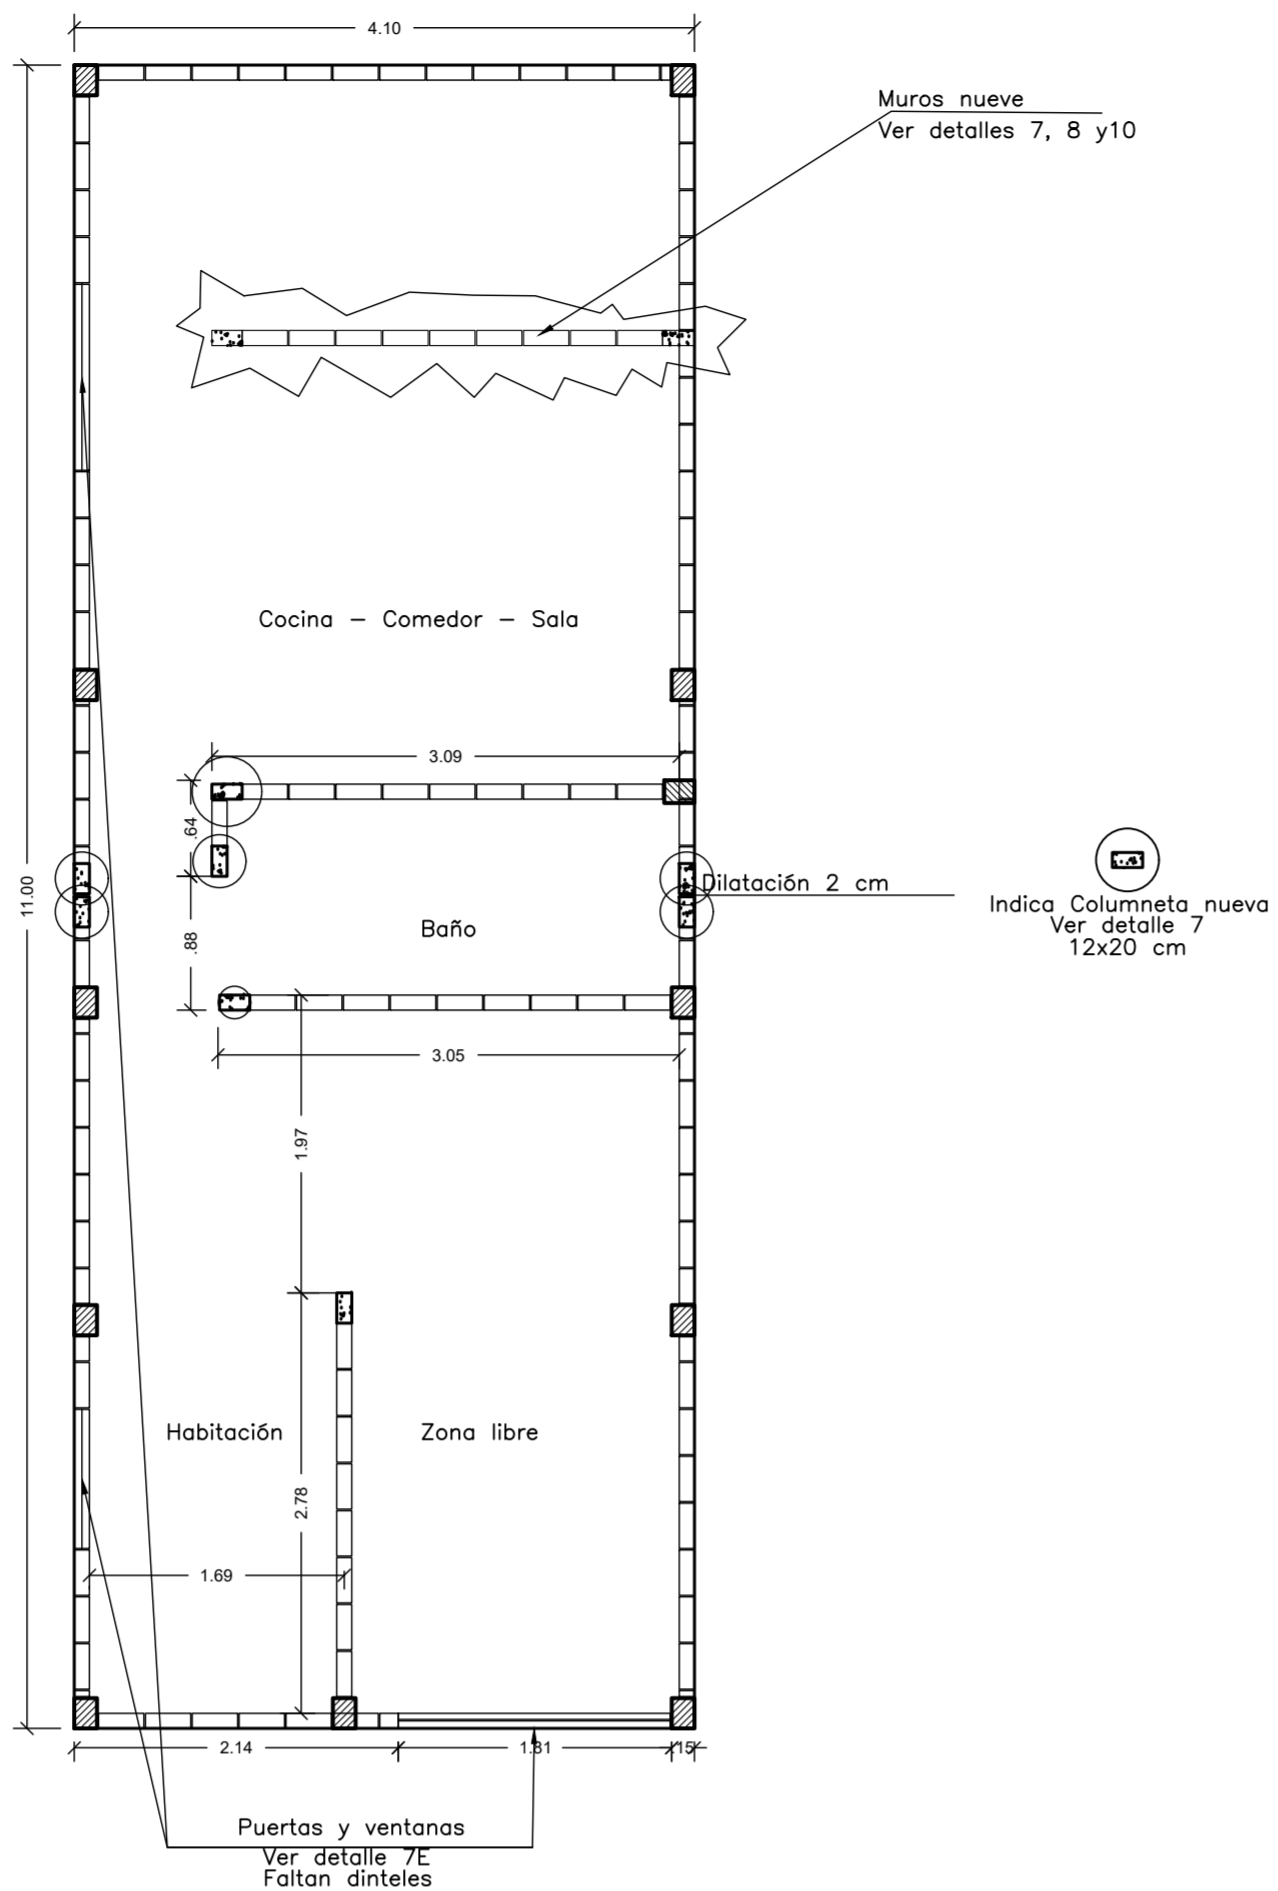 4.10
Muros nueve
Ver detalles 7, 8 y10
Cocina – Comedor – Sala
3.09
.64
11.00
Dilatación 2 cm
Indica Columneta nueva
Ver detalle 7
12x20 cm
Baño
.88
3.05
1.97
Habitación
Zona libre
2.78
1.69
2.14
1.81
.15
Puertas y ventanas
Ver detalle 7E
Faltan dinteles